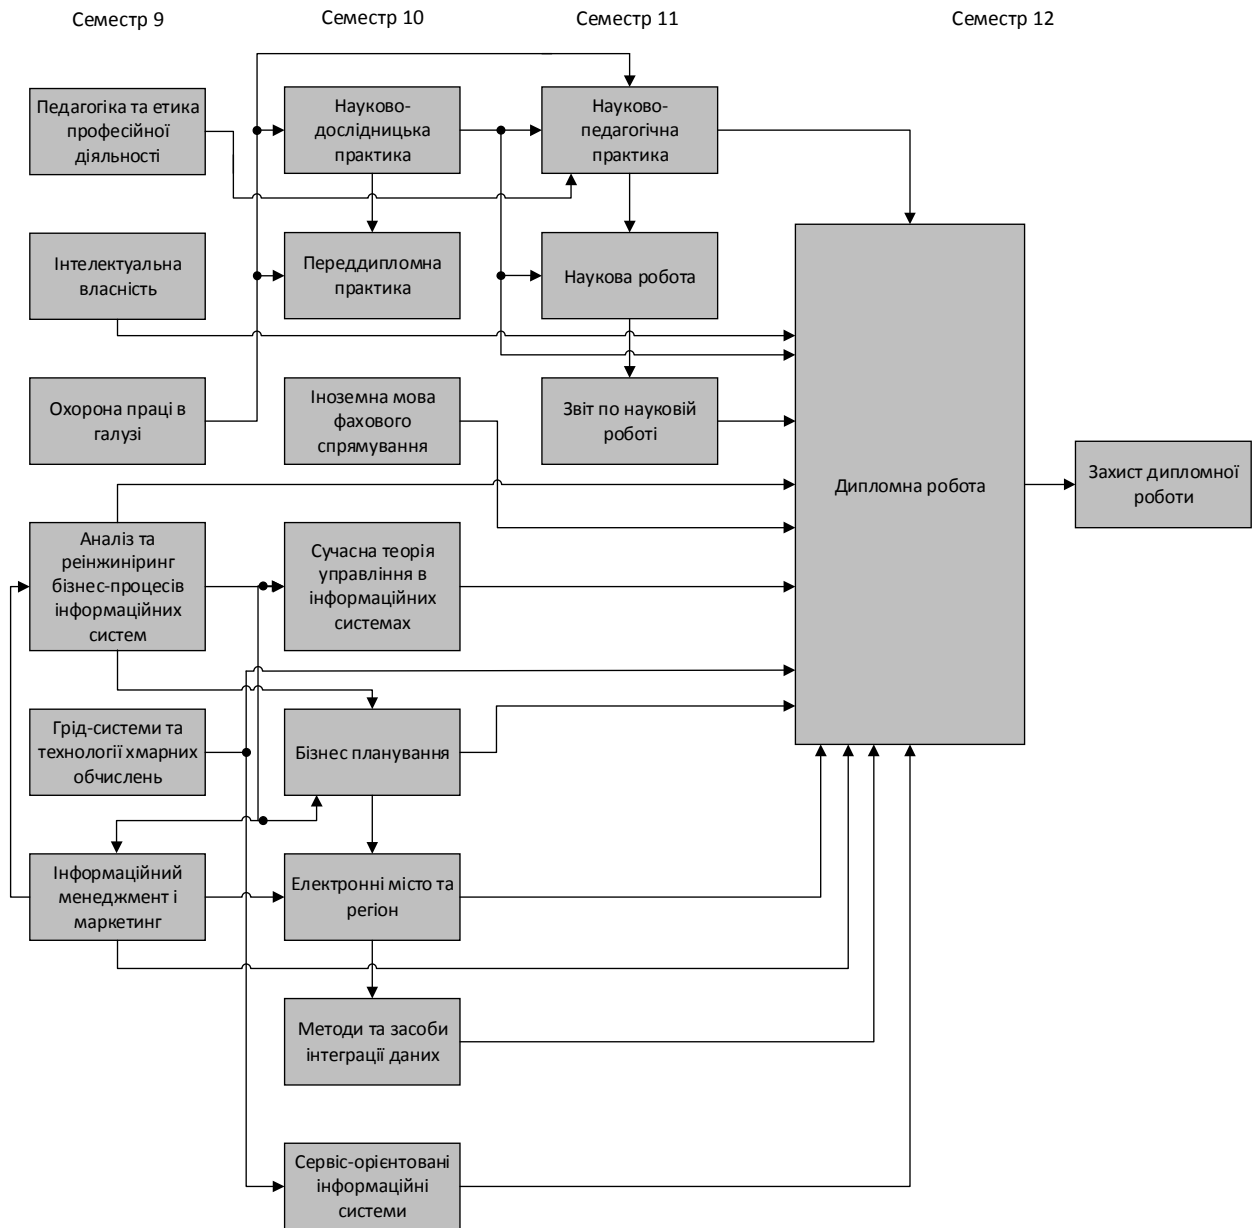 Семестр 9
Семестр 10
Семестр 11
Семестр 12
Педагогіка та етика
професійної
діяльності
Науково-
дослідницька
практика
Науково-
педагогічна
практика
Інтелектуальна
власність
Переддипломна
практика
Наукова робота
Охорона праці в
галузі
Іноземна мова
фахового
спрямування
Звіт по науковій
роботі
Дипломна робота
Захист дипломної
роботи
Аналіз та
реінжиніринг
бізнес-процесів
інформаційних
систем
Сучасна теорія
управління в
інформаційних
системах
Грід-системи та
технології хмарних
обчислень
Бізнес планування
Інформаційний
менеджмент і
маркетинг
Електронні місто та
регіон
Методи та засоби
інтеграції даних
Сервіс-орієнтовані
інформаційні
системи